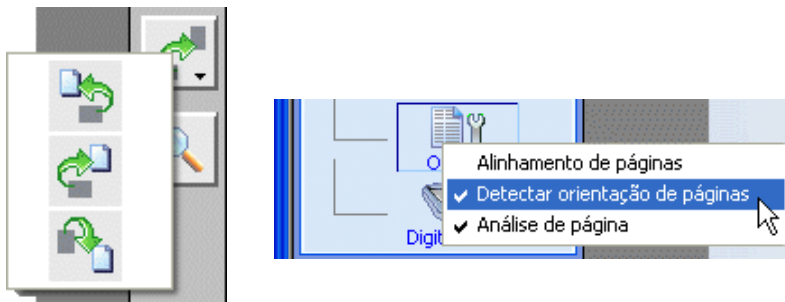 Alinhamento de páginas
Detectar orientação de páginas
Análise de página